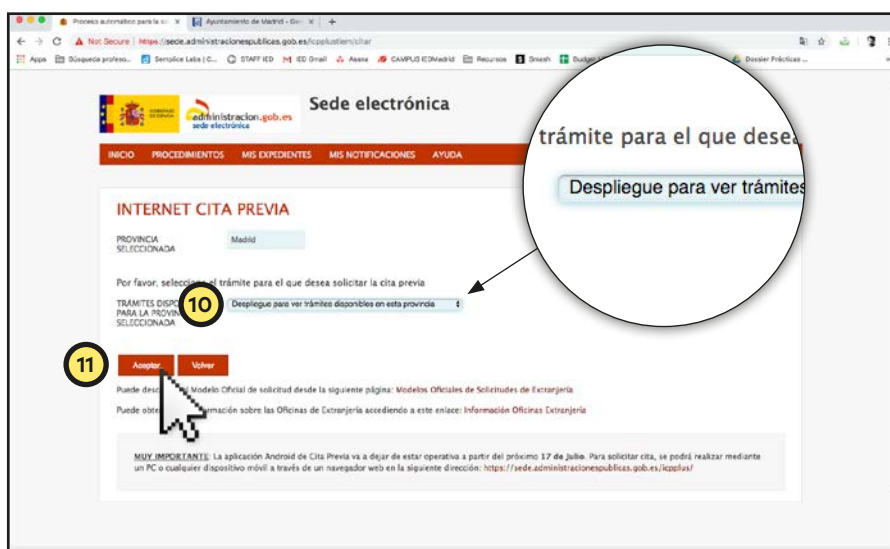 Proceso automático para la
Ayuntamiento de Madrid -
Not Secure https://sede.administracionespublicas.gob.es/icpplustiem/citar
Apps Búsqueda profeso... Semplice Labs | C... STAFF IED IED Gmail Asana CAMPUS IEDMadrid Recursos Smash Budget Dossier Prácticas ...
GOBIERNO DE ESPAÑA
administracion.gob.es
sede electrónica
Sede electrónica
INICIO PROCEDIMIENTOS MIS EXPEDIENTES MIS NOTIFICACIONES AYUDA
trámite para el que desea
Despliegue para ver trámites
INTERNET CITA PREVIA
PROVINCIA SELECCIONADA Madrid
Por favor, seleccione el trámite para el que desea solicitar la cita previa
10
TRÁMITES DISPO
PARA LA PROVIN
SELECCIONADA
Despliegue para ver trámites disponibles en esta provincia
11
Aceptar Volver
Puede desc l Modelo Oficial de solicitud desde la siguiente página: Modelos Oficiales de Solicitudes de Extranjería
Puede obte rmación sobre las Oficinas de Extranjería accediendo a este enlace: Información Oficinas Extranjería
MUY IMPORTANTE: La aplicación Android de Cita Previa va a dejar de estar operativa a partir del próximo 17 de Julio. Para solicitar cita, se podrá realizar mediante
un PC o cualquier dispositivo móvil a través de un navegador web en la siguiente dirección: https://sede.administracionespublicas.gob.es/icpplus/